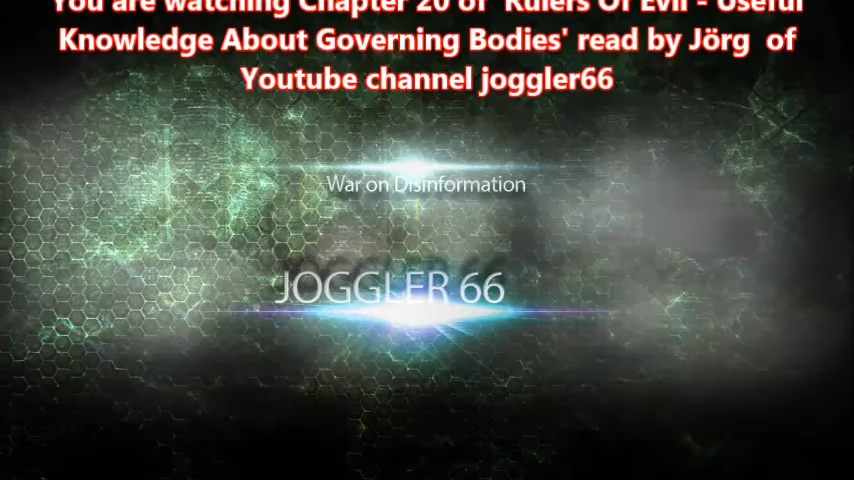 You are watching Chapter 20 of 'Rulers Of Evil - Useful
Knowledge About Governing Bodies' read by Jörg  of
Youtube channel joggler66
War on Disinformation
JOGGLER 66